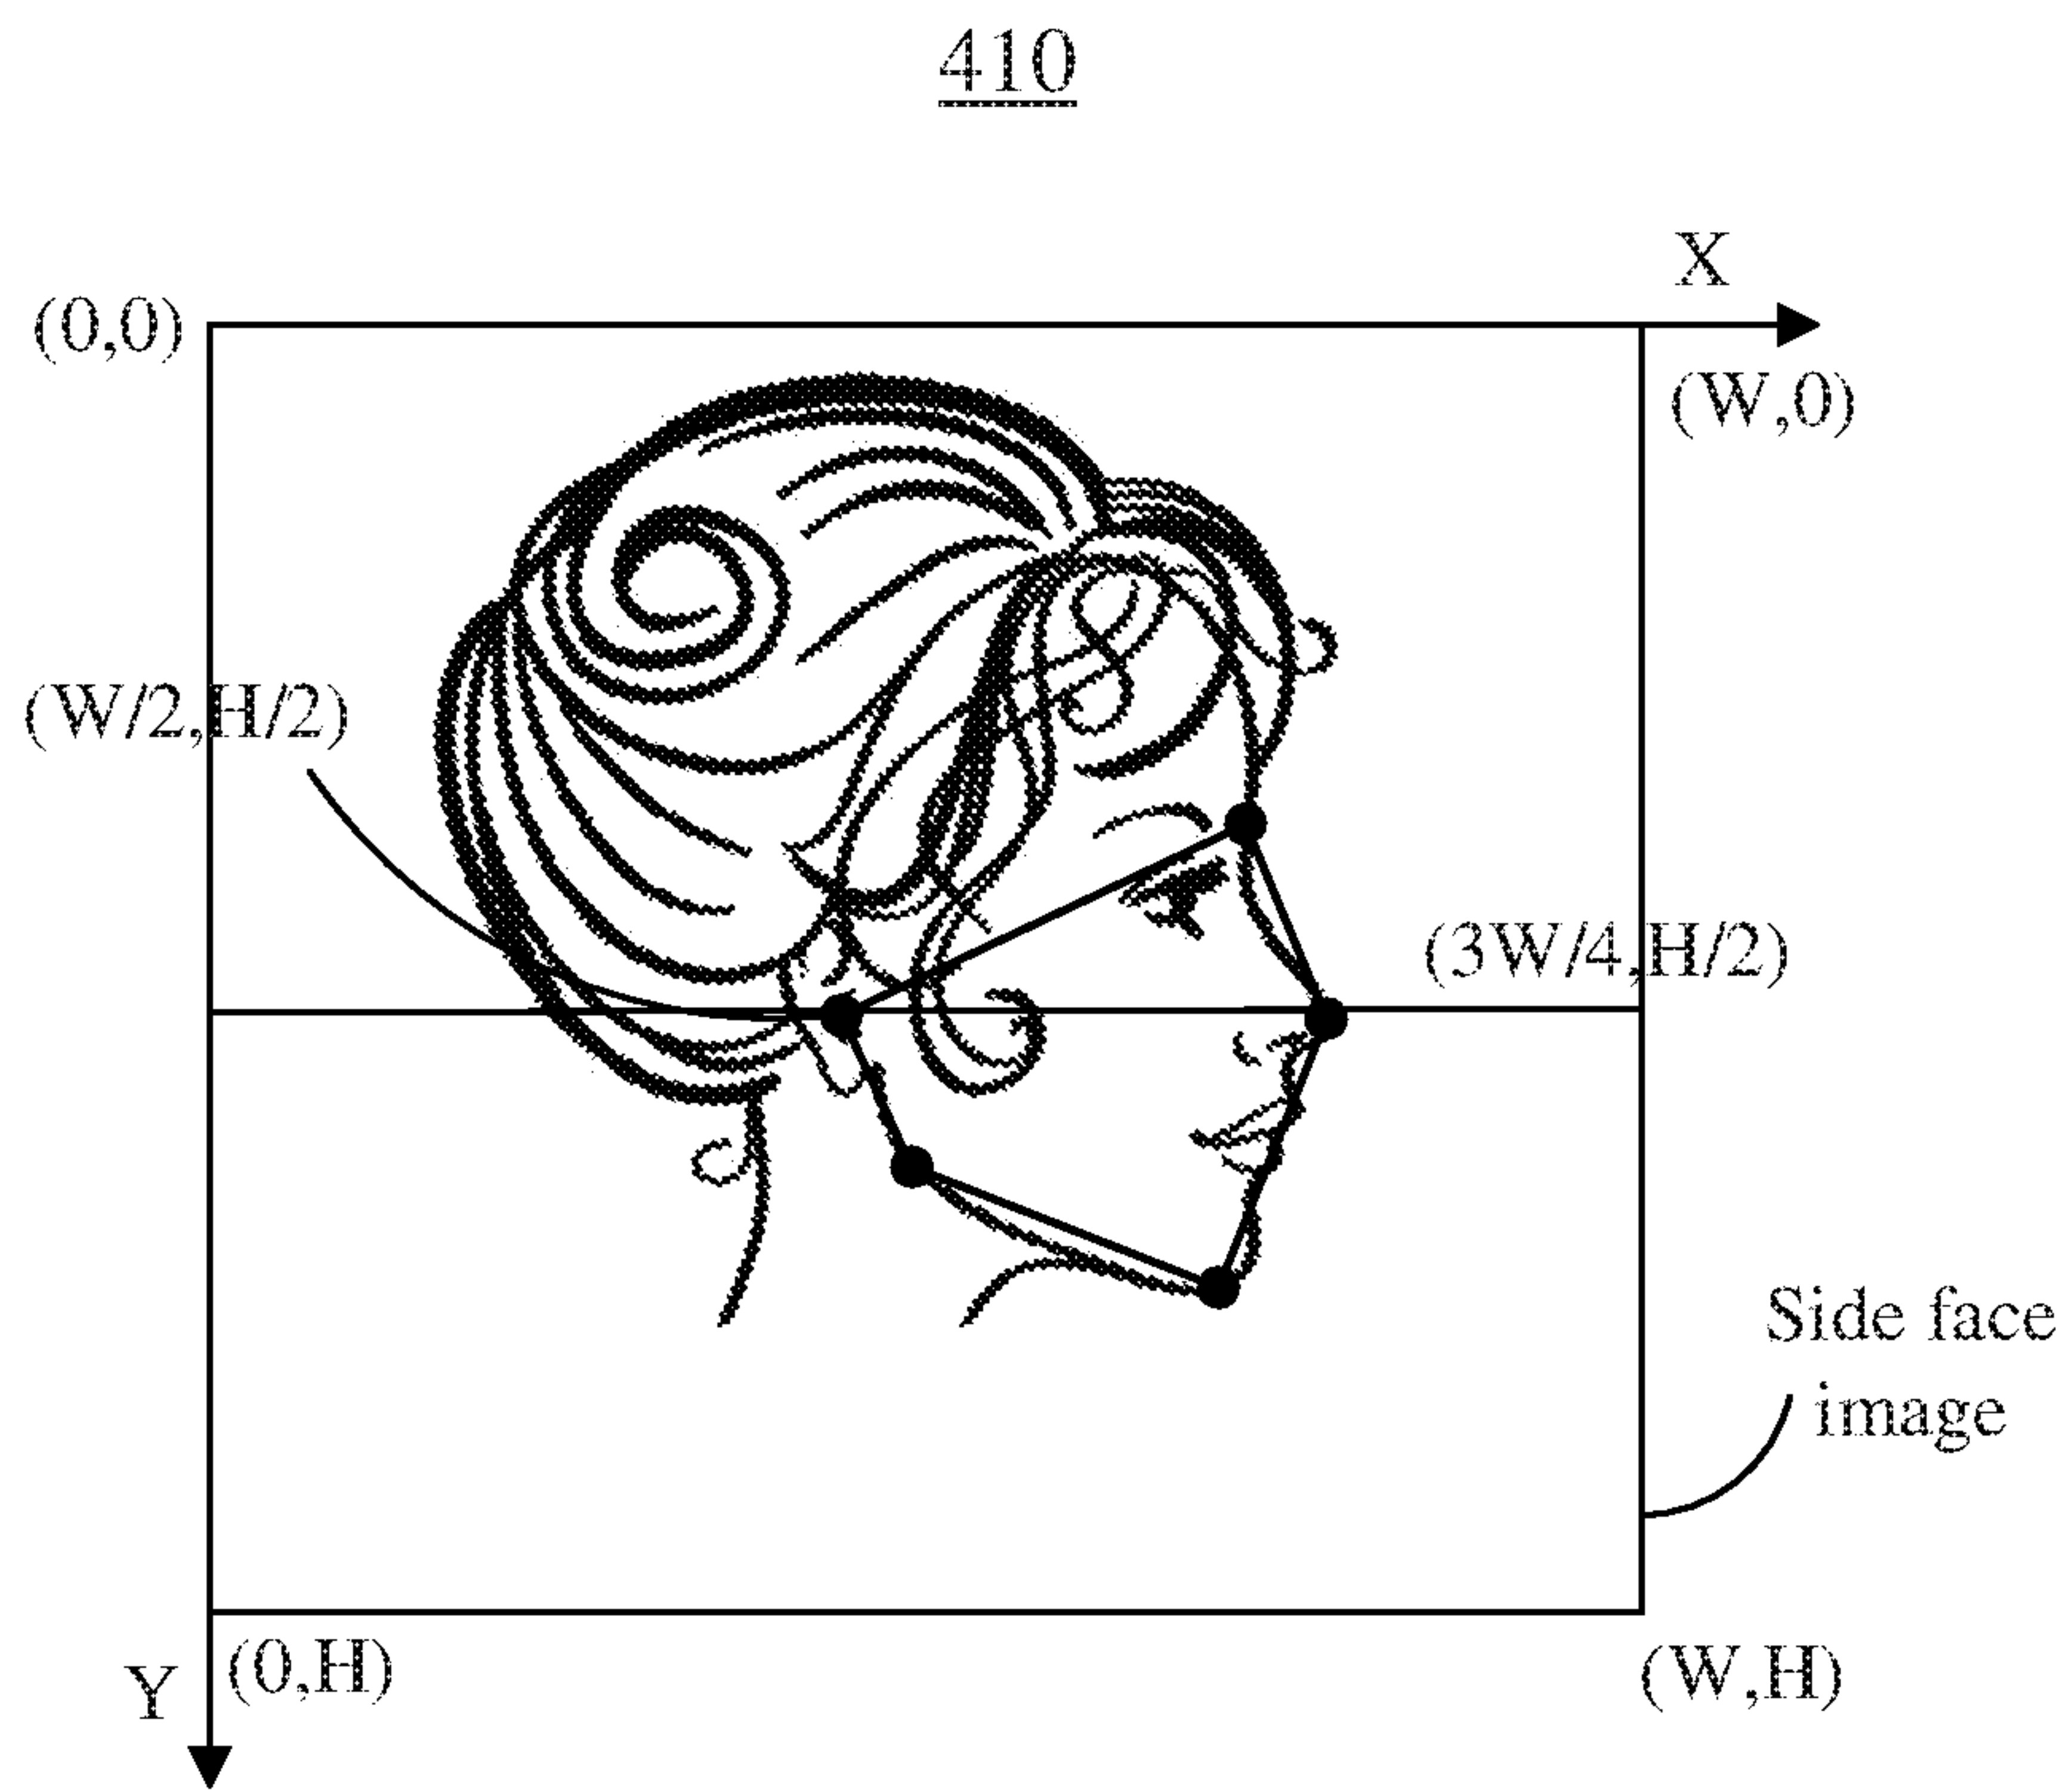 410
X
(0,0)
(W,0)
(W/2,H/2)
(3W/4,H/2)
Side face
image
Y
(0,H)
(W,H)